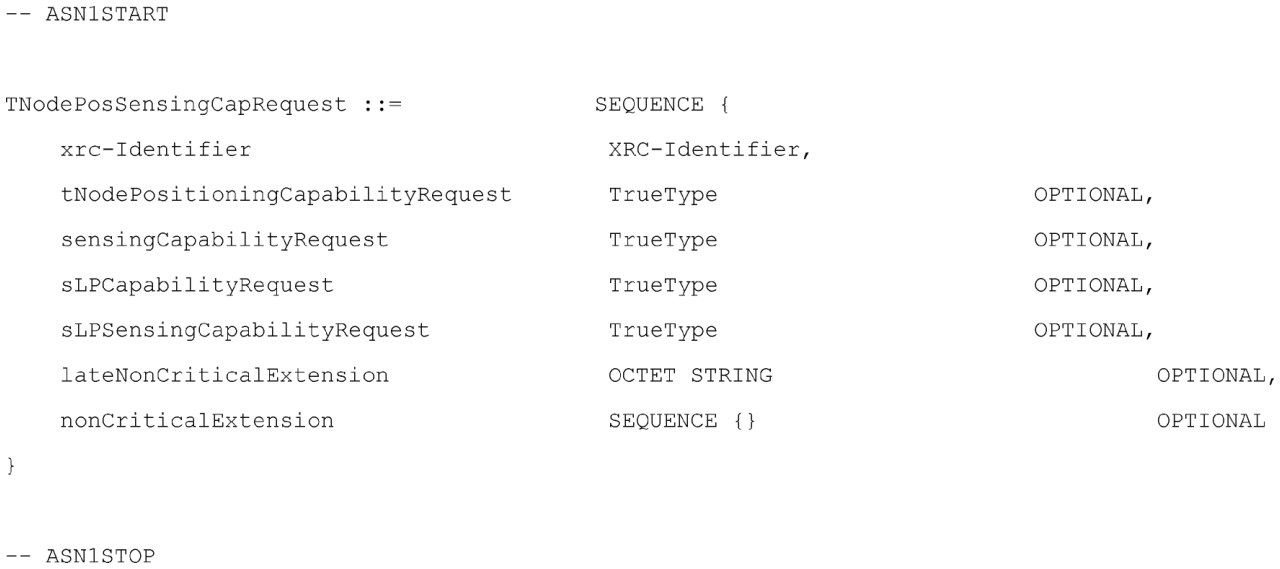 -- ASN1START
TNodePosSensingCapRequest ::= SEQUENCE {
xrc-Identifier XRC-Identifier,
tNodePositioningCapabilityRequest TrueType OPTIONAL,
sensingCapabilityRequest TrueType OPTIONAL,
sLPCapabilityRequest TrueType OPTIONAL,
sLPSensingCapabilityRequest TrueType OPTIONAL,
lateNonCriticalExtension OCTET STRING OPTIONAL,
nonCriticalExtension SEQUENCE {} OPTIONAL
}
-- ASN1STOP